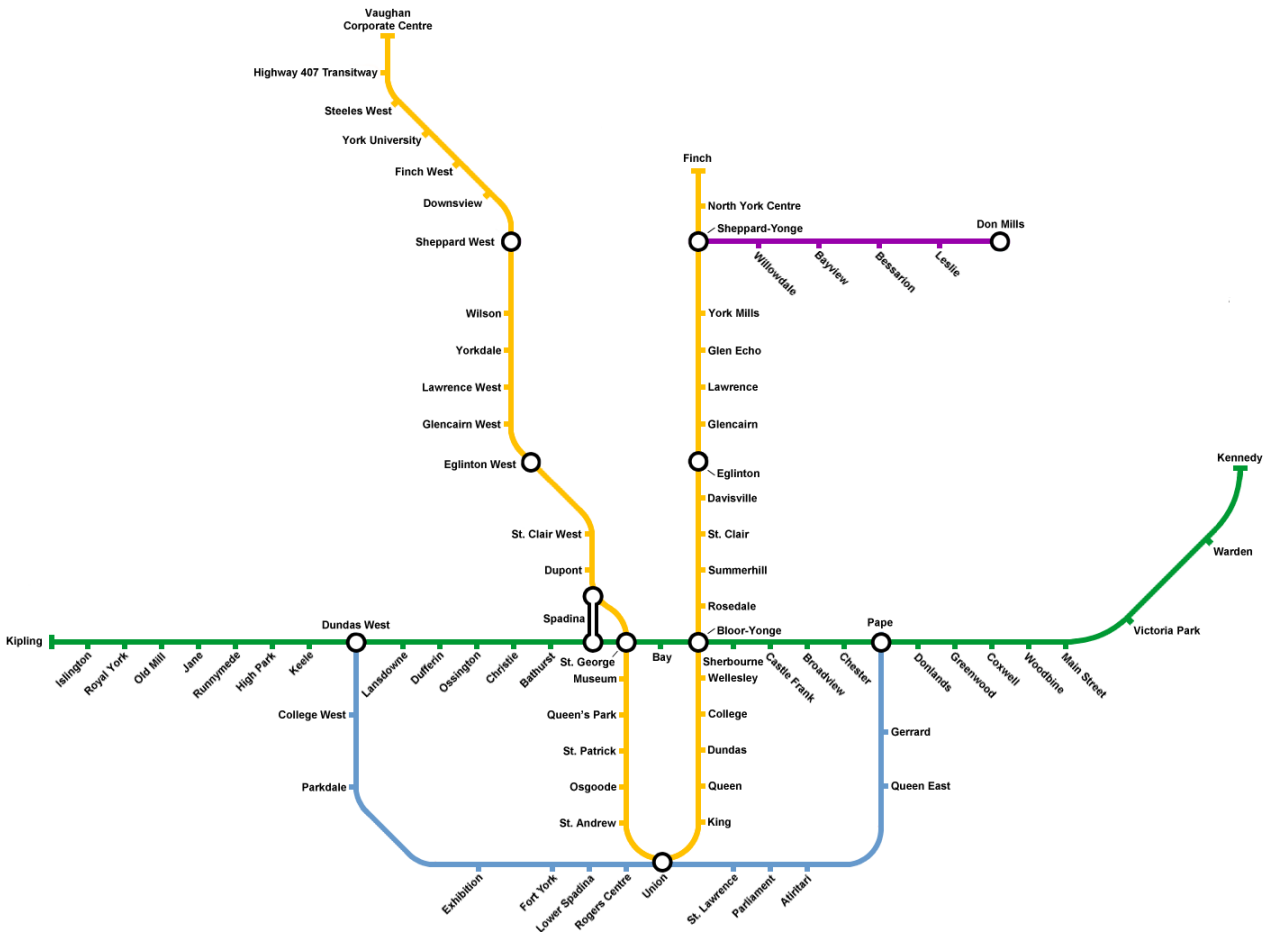 Vaughan
Corporate Centre
Highway 407 Transitway
Steeles West
York University
Finch West
Downsview
Sheppard West
Wilson
Yorkdale
Lawrence West
Glencairn West
Eglinton West
St. Clair West
Dupont
Spadina
St. George
Museum
Queen's Park
St. Patrick
Osgoode
St. Andrew
Union
Finch
North York Centre
Sheppard-Yonge
Willowdale
Bayview
Bessarion
Leslie
Don Mills
York Mills
Glen Echo
Lawrence
Glencairn
Eglinton
Davisville
St. Clair
Summerhill
Rosedale
Bloor-Yonge
Wellesley
College
Dundas
Queen
King
Kipling
Islington
Royal York
Old Mill
Jane
Runnymede
High Park
Keele
Dundas West
Lansdowne
Dufferin
Ossington
Christie
Bathurst
Bay
Sherbourne
Castle Frank
Broadview
Chester
Pape
Donlands
Greenwood
Coxwell
Woodbine
Main Street
Victoria Park
Warden
Kennedy
College West
Parkdale
Exhibition
Fort York
Lower Spadina
Rogers Centre
St. Lawrence
Parliament
Atiritari
Queen East
Gerrard